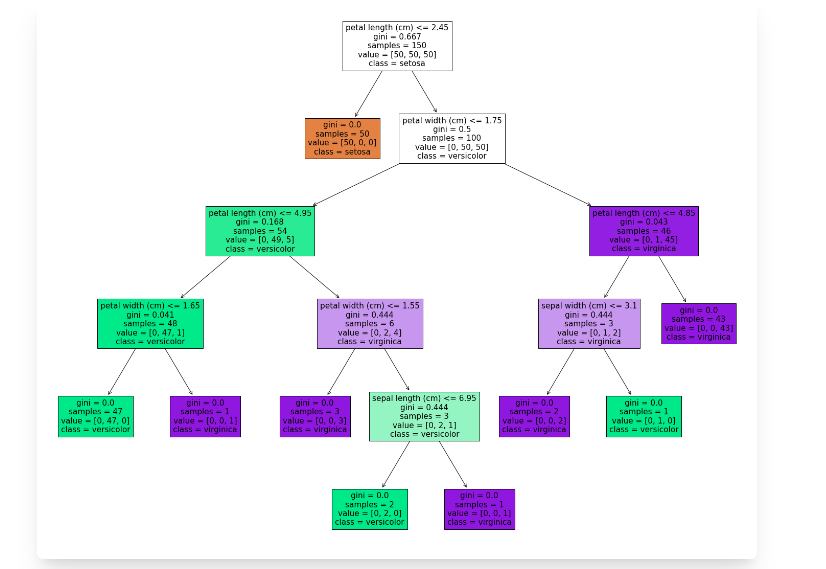 petal length (cm) <= 2.45
gini = 0.667
samples = 150
value = [50, 50, 50]
class = setosa
gini = 0.0
samples = 50
value = [50, 0, 0]
class = setosa
petal width (cm) <= 1.75
gini = 0.5
samples = 100
value = [0, 50, 50]
class = versicolor
petal length (cm) <= 4.95
gini = 0.168
samples = 54
value = [0, 49, 5]
class = versicolor
petal length (cm) <= 4.85
gini = 0.043
samples = 46
value = [0, 1, 45]
class = virginica
petal width (cm) <= 1.65
gini = 0.041
samples = 48
value = [0, 47, 1]
class = versicolor
petal width (cm) <= 1.55
gini = 0.444
samples = 6
value = [0, 2, 4]
class = virginica
sepal width (cm) <= 3.1
gini = 0.444
samples = 3
value = [0, 1, 2]
class = virginica
gini = 0.0
samples = 43
value = [0, 0, 43]
class = virginica
gini = 0.0
samples = 47
value = [0, 47, 0]
class = versicolor
gini = 0.0
samples = 1
value = [0, 0, 1]
class = virginica
gini = 0.0
samples = 3
value = [0, 0, 3]
class = virginica
sepal length (cm) <= 6.95
gini = 0.444
samples = 3
value = [0, 2, 1]
class = versicolor
gini = 0.0
samples = 2
value = [0, 0, 2]
class = virginica
gini = 0.0
samples = 1
value = [0, 1, 0]
class = versicolor
gini = 0.0
samples = 2
value = [0, 2, 0]
class = versicolor
gini = 0.0
samples = 1
value = [0, 0, 1]
class = virginica